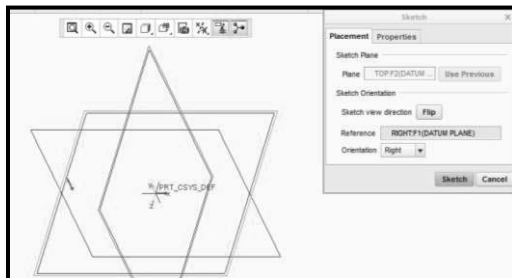 Sketch
Placement Properties
Sketch Plane
Plane TOP:F2(DATUM ... Use Previous
Sketch Orientation
Sketch view direction Flip
Reference RIGHT:F1(DATUM PLANE)
Orientation Right
Sketch Cancel
PRT_CSYS_DEF
Z